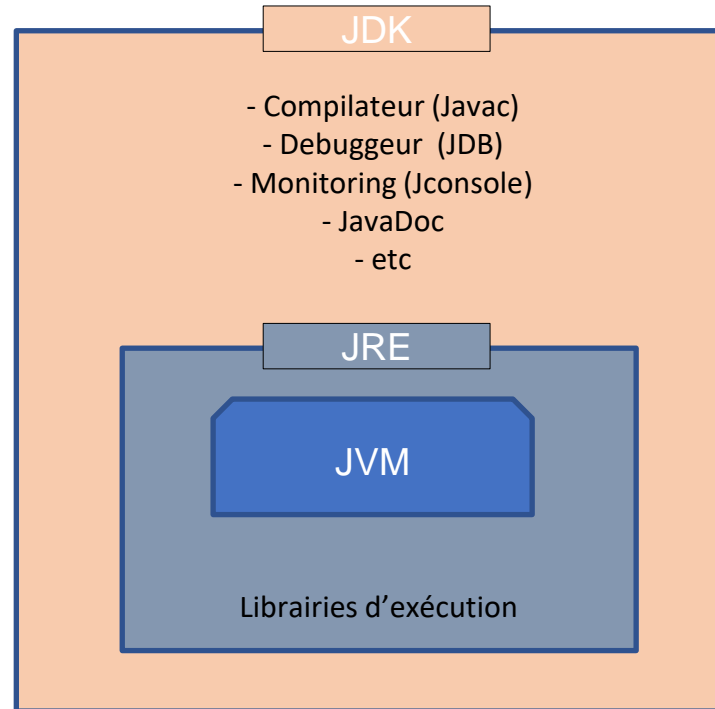 JDK
- Compilateur (Javac)
- Debuggeur  (JDB)
- Monitoring (Jconsole)
- JavaDoc
- etc
JRE
JVM
Librairies d’exécution